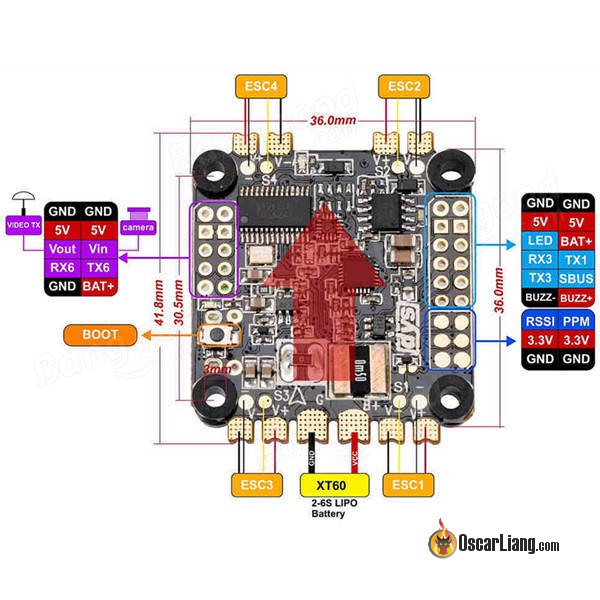 ESC4
ESC2
36.0mm
V+
S4
V-
V+
S2
V-
GND GND
5V 5V
Vout Vin
RX6 TX6
GND BAT+
VIDEO TX
camera
GND GND
5V 5V
LED BAT+
RX3 TX1
TX3 SBUS
BUZZ- BUZZ+
RSSI PPM
3.3V 3.3V
GND GND
BOOT
41.8mm
30.5mm
36.0mm
3mm
0m50
V-
S3
V+
G
B+
S1
V-
V+
GND
VCC
ESC3
XT60
ESC1
2-6S LIPO
Battery
OscarLiang.com